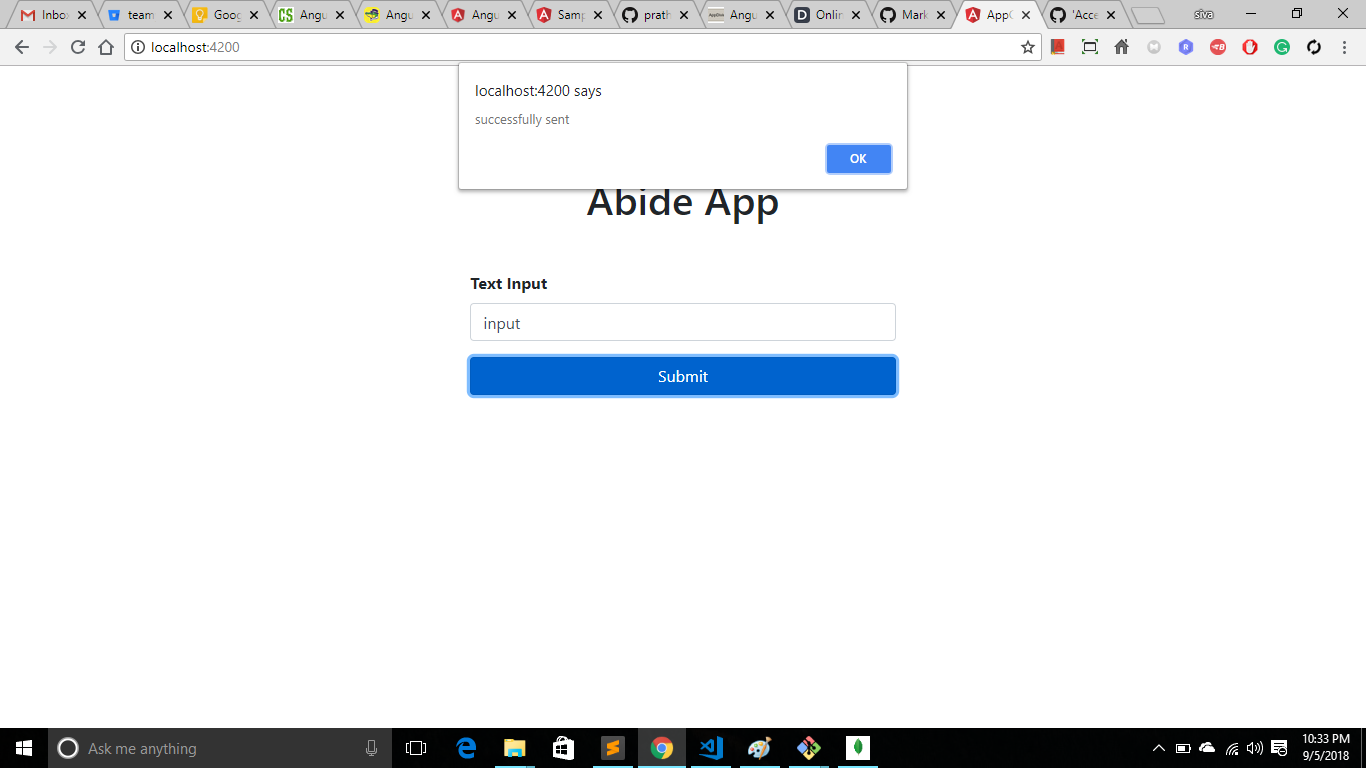 Inbox team Goog CS Angu Angu Angu Samp prath Angu D Onlin Mark App 'Acce siva
localhost:4200
localhost:4200 says
successfully sent
OK
Abide App
Text Input
input
Submit
Ask me anything
10:33 PM
9/5/2018